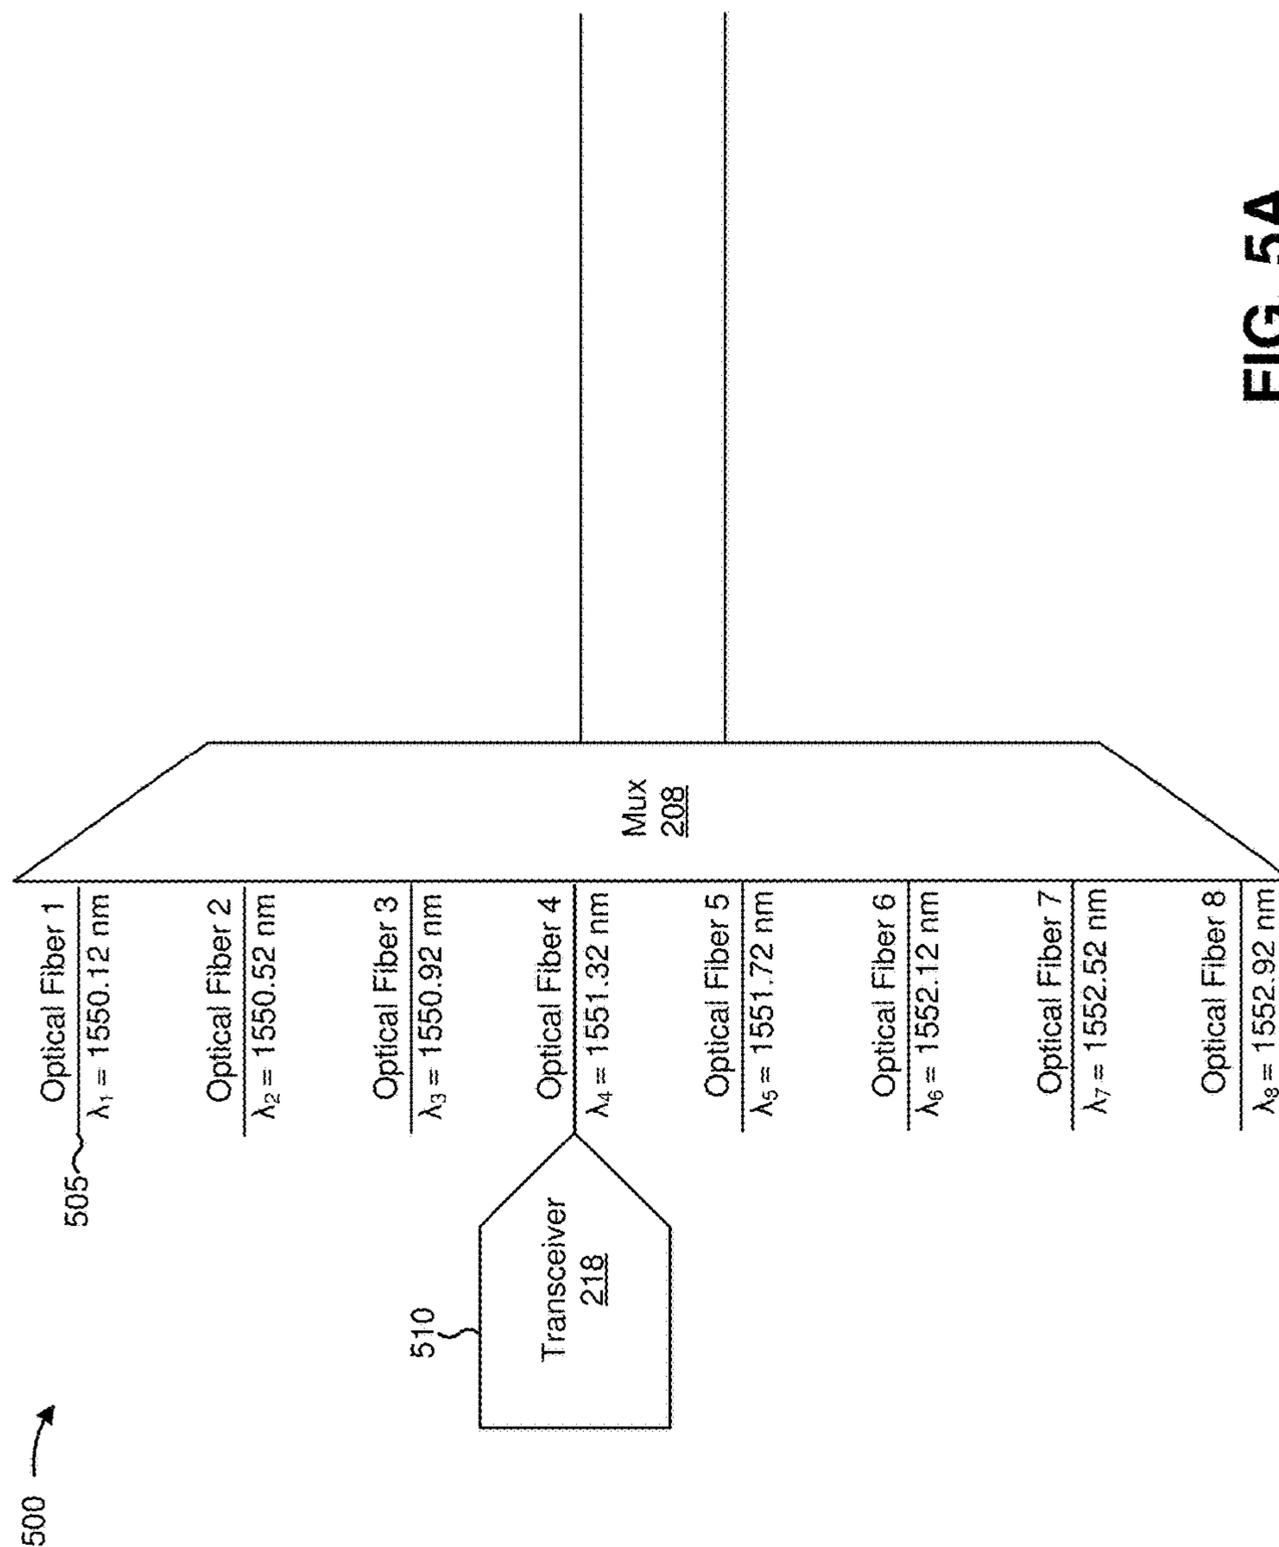 500
505
Optical Fiber 1
λ₁ = 1550.12 nm
Optical Fiber 2
λ₂ = 1550.52 nm
Optical Fiber 3
λ₃ = 1550.92 nm
510
Transceiver
218
Optical Fiber 4
λ₄ = 1551.32 nm
Mux
208
Optical Fiber 5
λ₅ = 1551.72 nm
Optical Fiber 6
λ₆ = 1552.12 nm
Optical Fiber 7
λ₇ = 1552.52 nm
Optical Fiber 8
λ₈ = 1552.92 nm
FIG. 5A